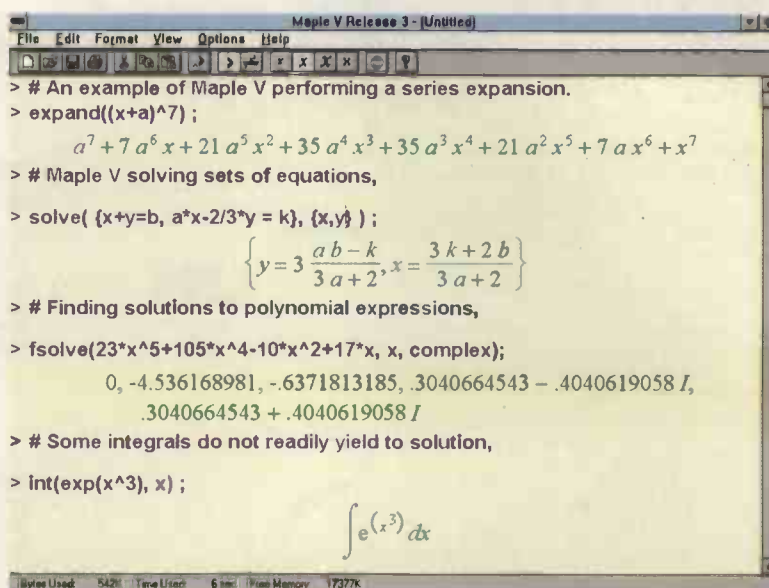 Maple V Release 3 - [Untitled]
File Edit Format View Options Help
> # An example of Maple V performing a series expansion.
> expand((x+a)^7) ;
a^7 + 7 a^6 x + 21 a^5 x^2 + 35 a^4 x^3 + 35 a^3 x^4 + 21 a^2 x^5 + 7 a x^6 + x^7
> # Maple V solving sets of equations,
> solve( {x+y=b, a*x-2/3*y = k}, {x,y} ) ;
{y = 3 (a b - k)/(3 a + 2), x = (3 k + 2 b)/(3 a + 2)}
> # Finding solutions to polynomial expressions,
> fsolve(23*x^5+105*x^4-10*x^2+17*x, x, complex);
0, -4.536168981, -.6371813185, .3040664543 - .4040619058 I,
.3040664543 + .4040619058 I
> # Some integrals do not readily yield to solution,
> int(exp(x^3), x) ;
∫ e^(x^3) dx
Bytes Used: 542K Time Used: 6 sec Free Memory 17377K